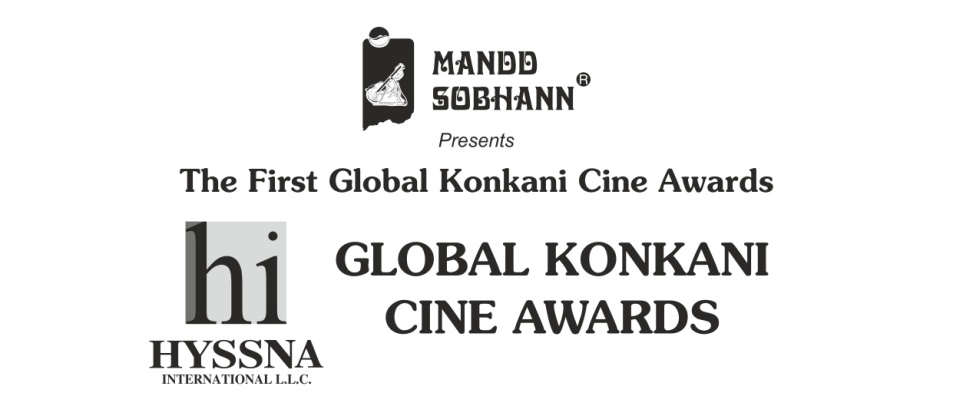 MANDD
SOBHANN®
Presents
The First Global Konkani Cine Awards
hi
HYSSNA
INTERNATIONAL L.L.C.
GLOBAL KONKANI
CINE AWARDS